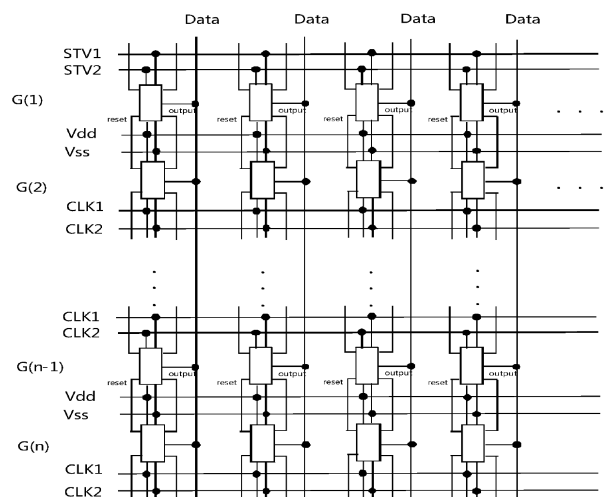 Data Data Data Data
STV1
STV2
G(1)
output output output output
reset reset reset reset
Vdd
Vss
G(2)
CLK1
CLK2
CLK1
CLK2
G(n-1)
output output output output
reset reset reset reset
Vdd
Vss
G(n)
CLK1
CLK2